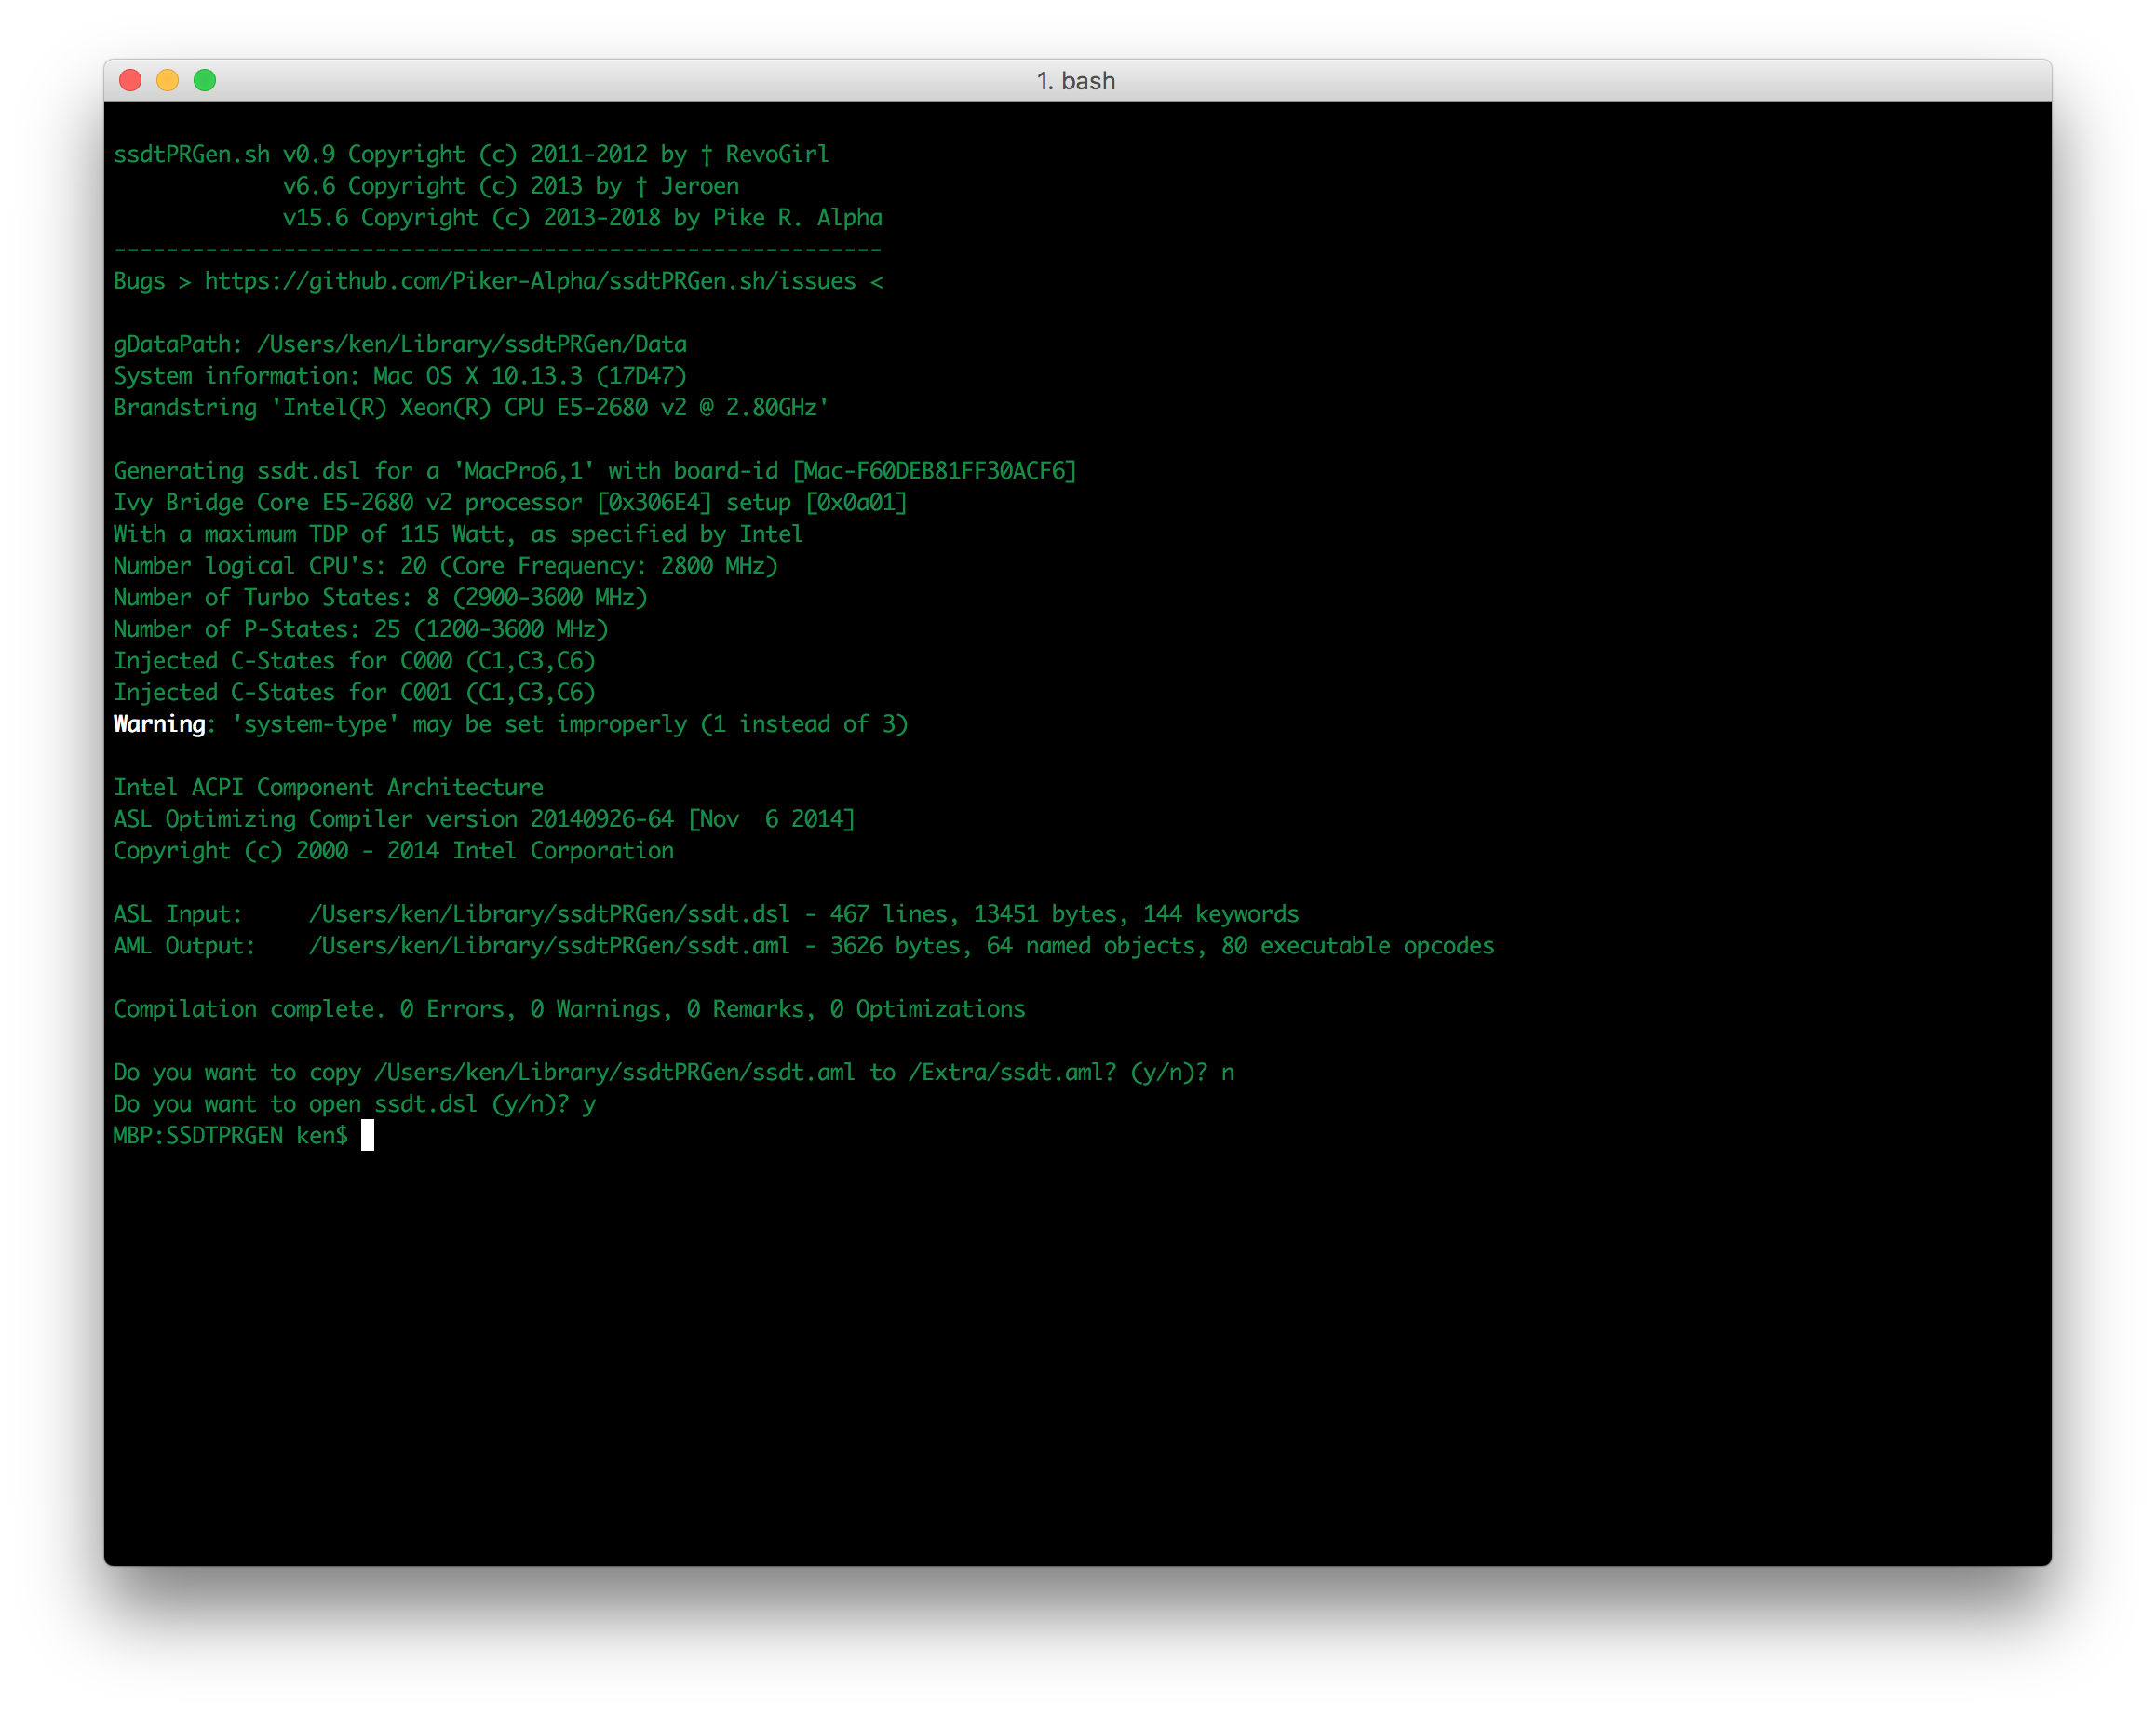 1. bash
ssdtPRGen.sh v0.9 Copyright (c) 2011-2012 by † RevoGirl
             v6.6 Copyright (c) 2013 by † Jeroen
             v15.6 Copyright (c) 2013-2018 by Pike R. Alpha
-----------------------------------------------------------
Bugs > https://github.com/Piker-Alpha/ssdtPRGen.sh/issues <
gDataPath: /Users/ken/Library/ssdtPRGen/Data
System information: Mac OS X 10.13.3 (17D47)
Brandstring 'Intel(R) Xeon(R) CPU E5-2680 v2 @ 2.80GHz'
Generating ssdt.dsl for a 'MacPro6,1' with board-id [Mac-F60DEB81FF30ACF6]
Ivy Bridge Core E5-2680 v2 processor [0x306E4] setup [0x0a01]
With a maximum TDP of 115 Watt, as specified by Intel
Number logical CPU's: 20 (Core Frequency: 2800 MHz)
Number of Turbo States: 8 (2900-3600 MHz)
Number of P-States: 25 (1200-3600 MHz)
Injected C-States for C000 (C1,C3,C6)
Injected C-States for C001 (C1,C3,C6)
Warning: 'system-type' may be set improperly (1 instead of 3)
Intel ACPI Component Architecture
ASL Optimizing Compiler version 20140926-64 [Nov  6 2014]
Copyright (c) 2000 - 2014 Intel Corporation
ASL Input:     /Users/ken/Library/ssdtPRGen/ssdt.dsl - 467 lines, 13451 bytes, 144 keywords
AML Output:    /Users/ken/Library/ssdtPRGen/ssdt.aml - 3626 bytes, 64 named objects, 80 executable opcodes
Compilation complete. 0 Errors, 0 Warnings, 0 Remarks, 0 Optimizations
Do you want to copy /Users/ken/Library/ssdtPRGen/ssdt.aml to /Extra/ssdt.aml? (y/n)? n
Do you want to open ssdt.dsl (y/n)? y
MBP:SSDTPRGEN ken$